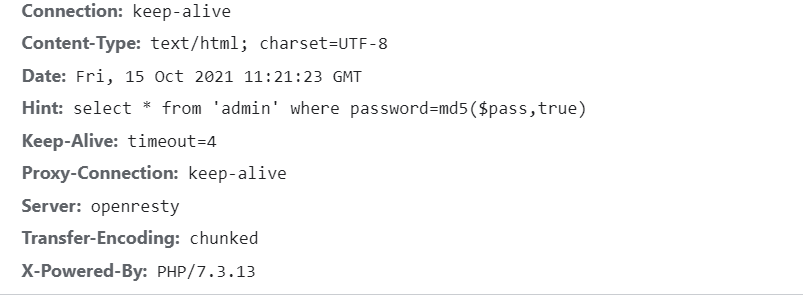 Connection: keep-alive
Content-Type: text/html; charset=UTF-8
Date: Fri, 15 Oct 2021 11:21:23 GMT
Hint: select * from 'admin' where password=md5($pass,true)
Keep-Alive: timeout=4
Proxy-Connection: keep-alive
Server: openresty
Transfer-Encoding: chunked
X-Powered-By: PHP/7.3.13